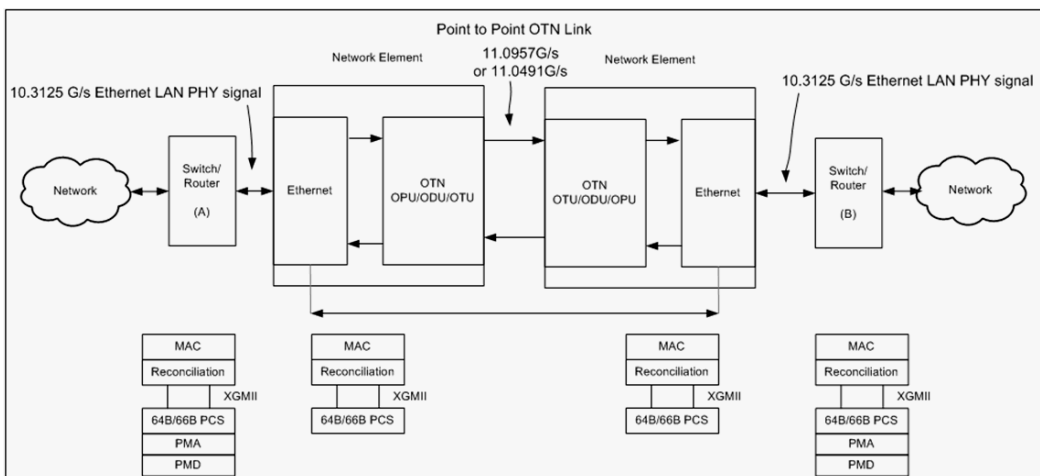 Point to Point OTN Link
Network Element
11.0957G/s
or 11.0491G/s
Network Element
10.3125 G/s Ethernet LAN PHY signal
10.3125 G/s Ethernet LAN PHY signal
Network
Switch/
Router
(A)
Ethernet
OTN
OPU/ODU/OTU
OTN
OTU/ODU/OPU
Ethernet
Switch/
Router
(B)
Network
MAC
Reconciliation
XGMII
64B/66B PCS
PMA
PMD
MAC
Reconciliation
XGMII
64B/66B PCS
MAC
Reconciliation
XGMII
64B/66B PCS
MAC
Reconciliation
XGMII
64B/66B PCS
PMA
PMD